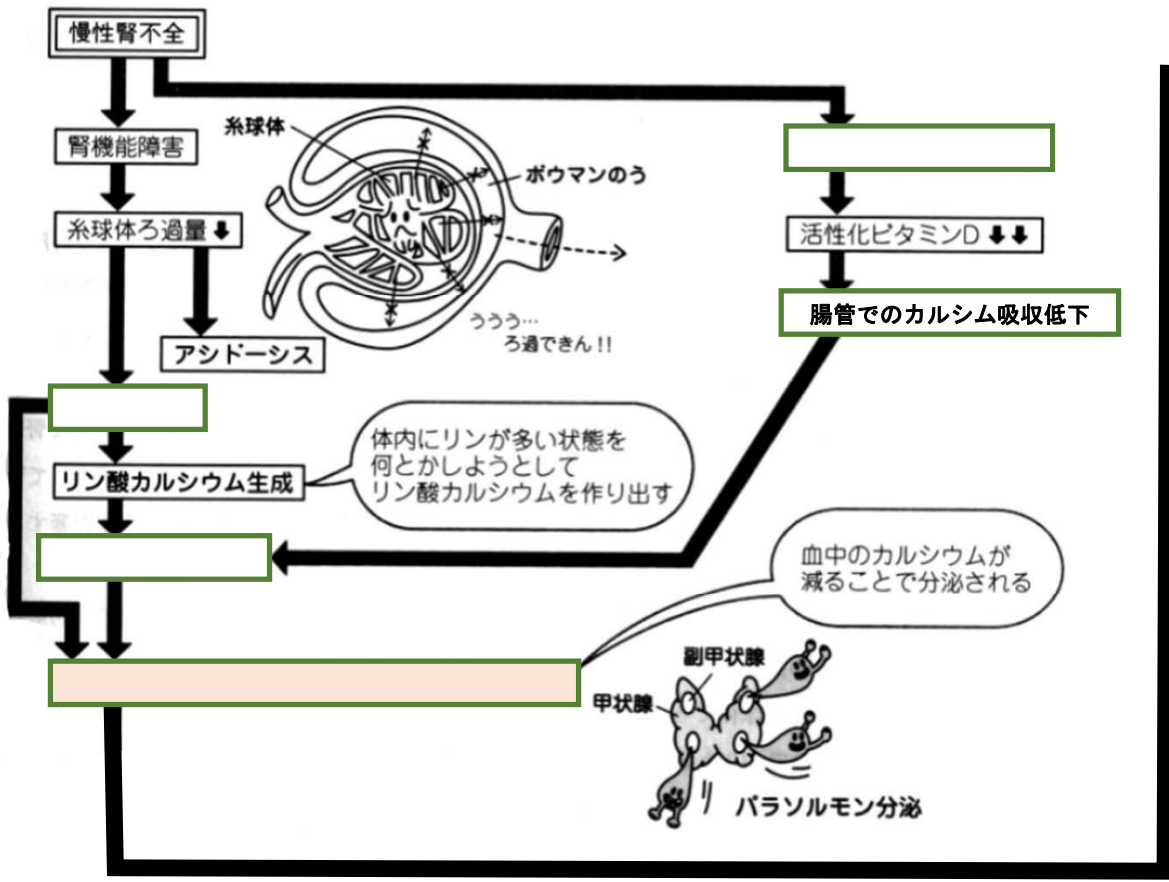 慢性腎不全
腎機能障害
糸球体
ボウマンのう
糸球体ろ過量⬇
活性化ビタミンD⬇⬇
腸管でのカルシム吸収低下
ううう…
ろ過できん!!
アシドーシス
体内にリンが多い状態を
何とかしようとして
リン酸カルシウムを作り出す
リン酸カルシウム生成
血中のカルシウムが
減ることで分泌される
副甲状腺
甲状腺
パラソルモン分泌